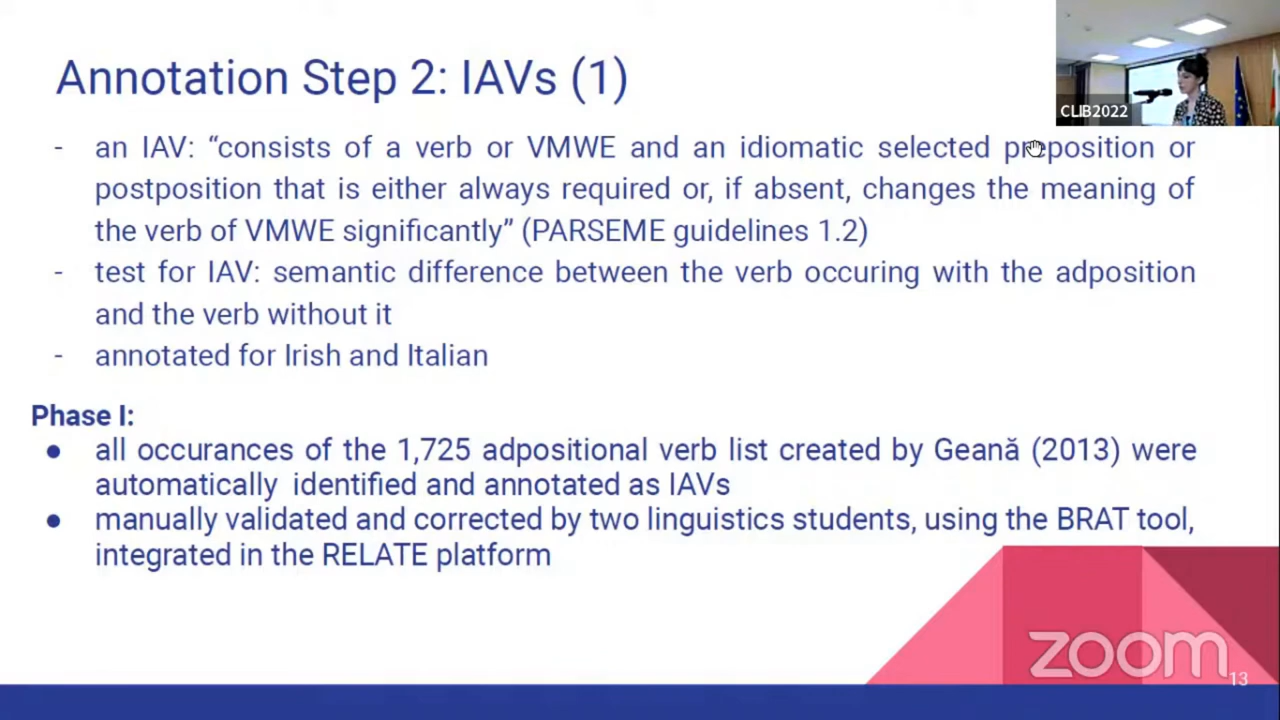 Annotation Step 2: IAVs (1)
CLIB2022
- an IAV: “consists of a verb or VMWE and an idiomatic selected preposition or
postposition that is either always required or, if absent, changes the meaning of
the verb of VMWE significantly” (PARSEME guidelines 1.2)
- test for IAV: semantic difference between the verb occuring with the adposition
and the verb without it
- annotated for Irish and Italian
Phase I:
● all occurances of the 1,725 adpositional verb list created by Geană (2013) were
automatically identified and annotated as IAVs
● manually validated and corrected by two linguistics students, using the BRAT tool,
integrated in the RELATE platform
zoom
13